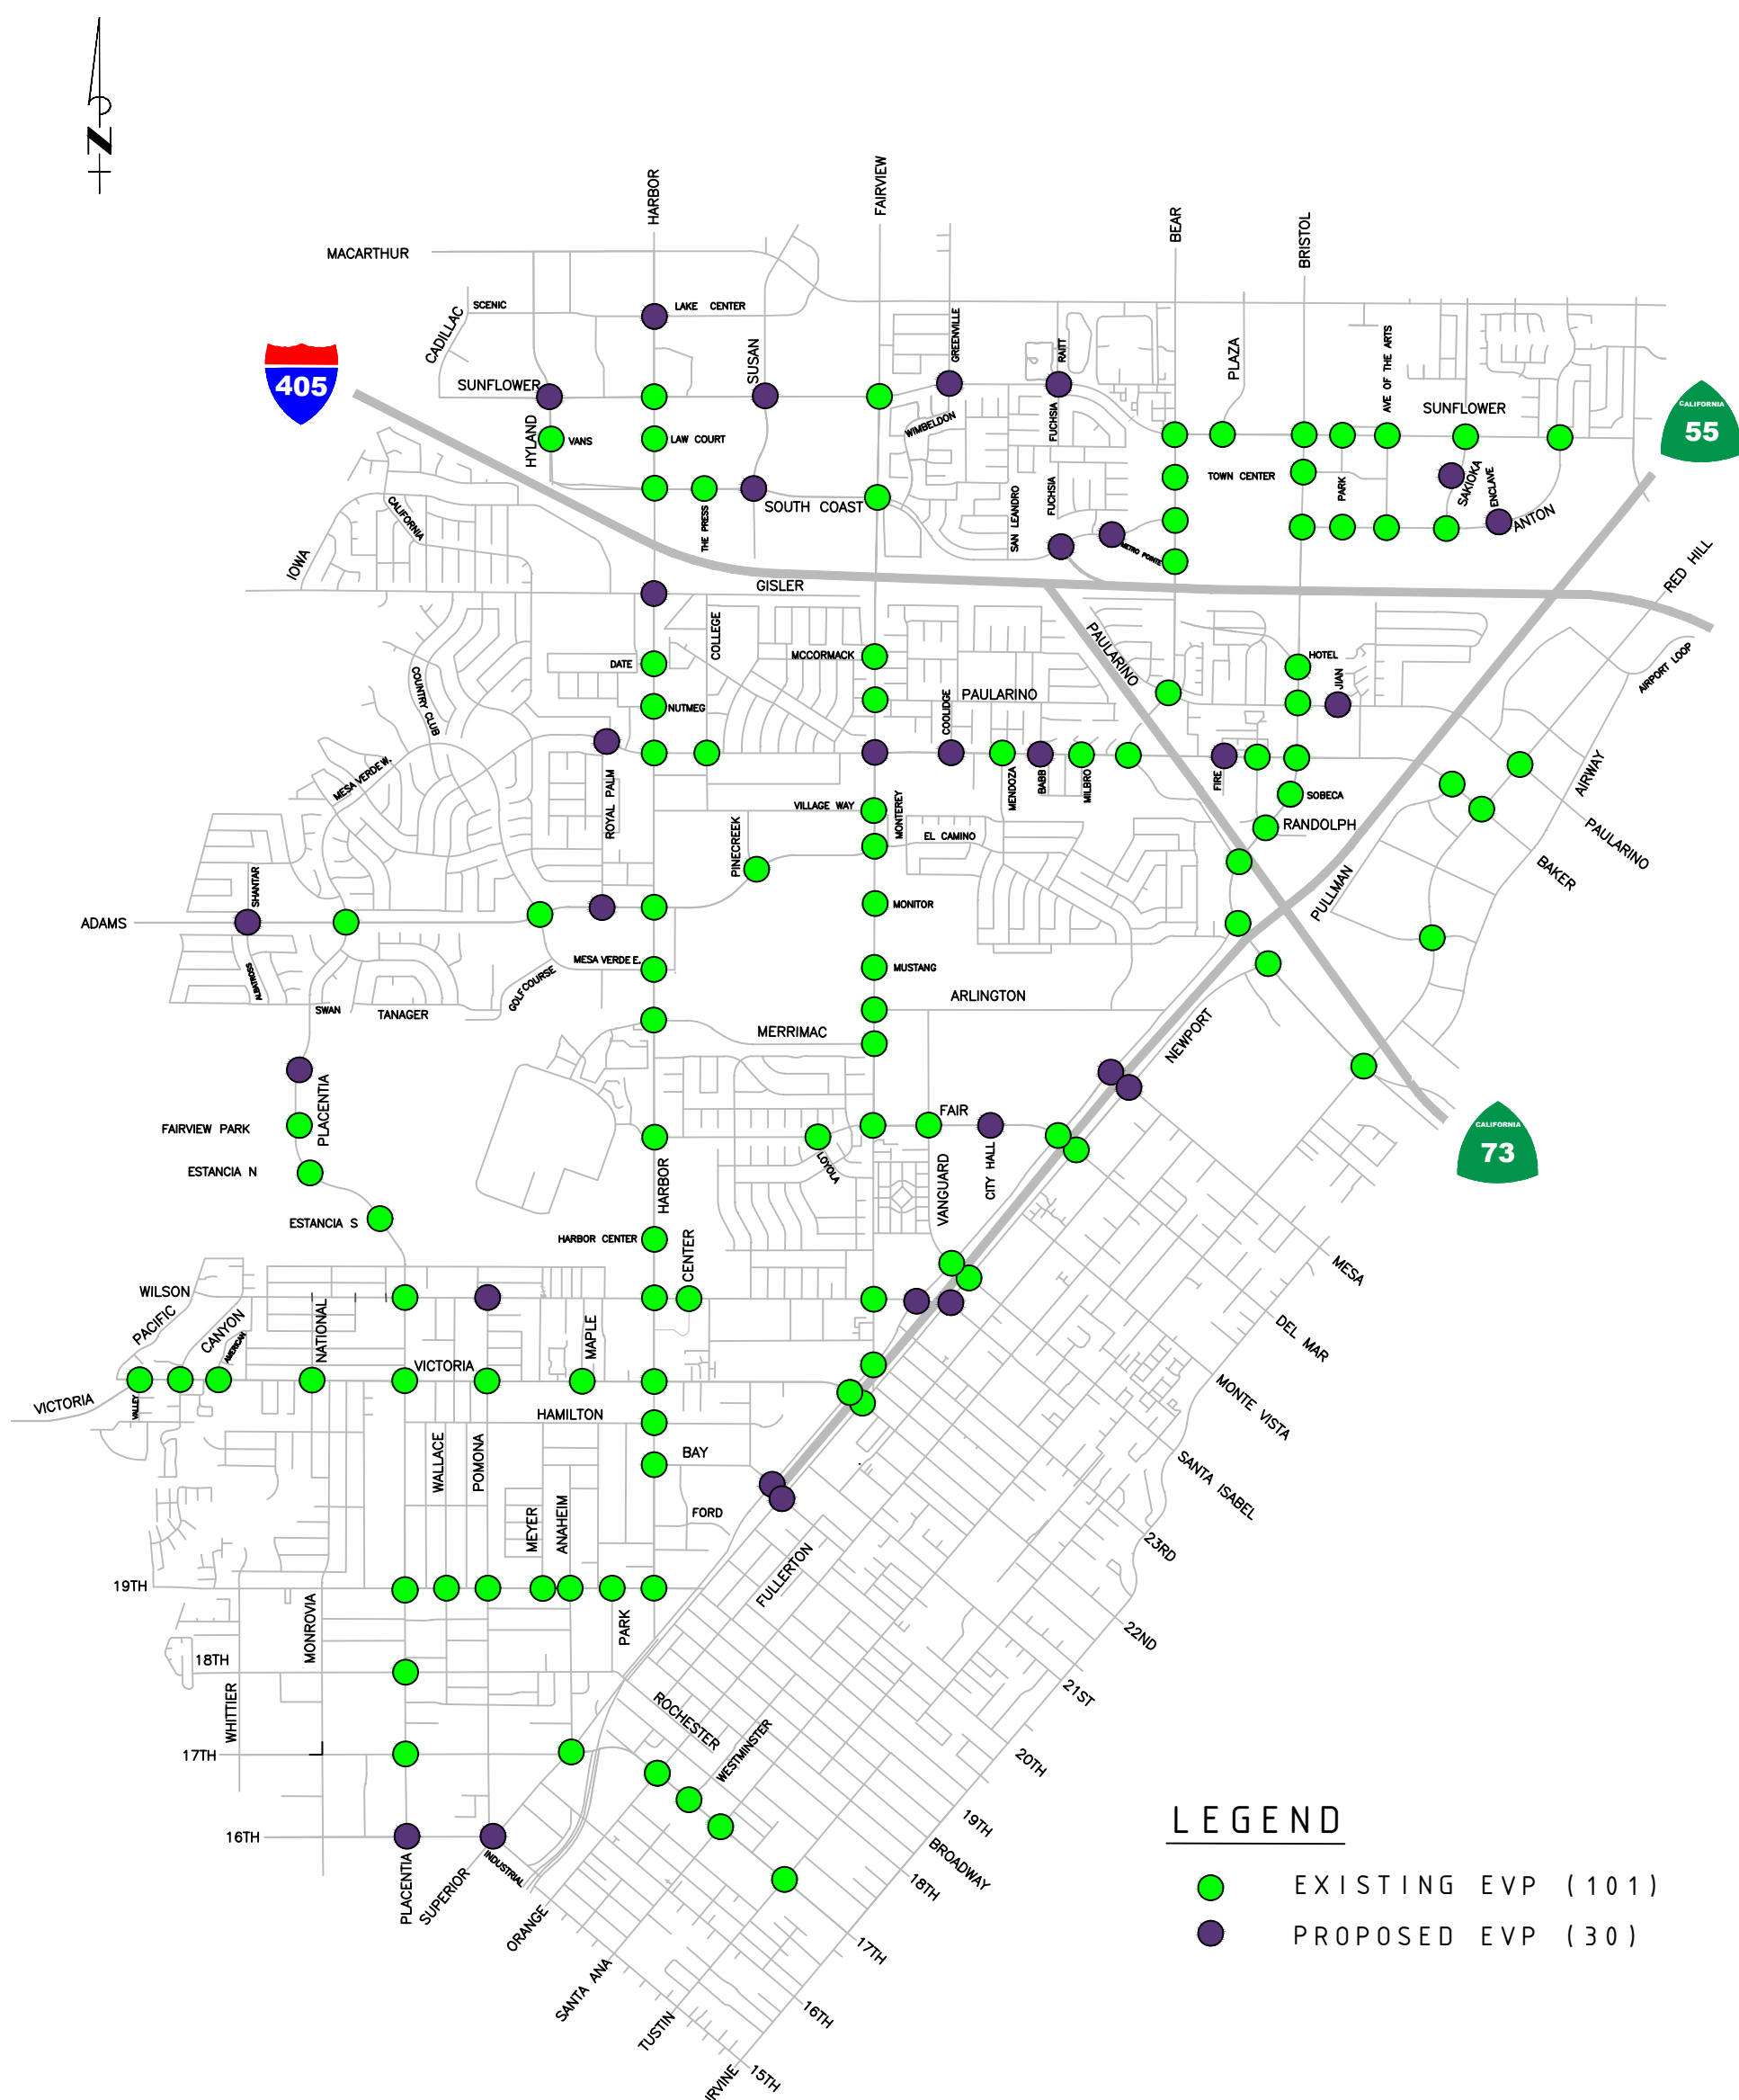 N
HARBOR
FAIRVIEW
BEAR
BRISTOL
MACARTHUR
SCENIC
LAKE CENTER
CADILLAC
SUSAN
GREENVILLE
RAITT
PLAZA
AVE OF THE ARTS
405
SUNFLOWER
SUNFLOWER
CALIFORNIA
55
HYLAND
VANS
LAW COURT
WIMBELDON
FUCHSIA
TOWN CENTER
PARK
SAKIOKA
ENCLAVE
ANTON
THE PRESS
SOUTH COAST
SAN LEANDRO
FUCHSIA
METRO POINTE
CALIFORNIA
IOWA
GISLER
RED HILL
AIRPORT LOOP
COLLEGE
DATE
MCCORMACK
PAULARINO
HOTEL
JIAN
COUNTRY CLUB
NUTMEG
COOLIDGE
PAULARINO
MESA VERDE W.
ROYAL PALM
MENDOZA
BABB
MILBRO
FIRE
AIRWAY
VILLAGE WAY
MONTEREY
SOBECA
PINECREEK
EL CAMINO
RANDOLPH
PAULARINO
BAKER
SHANTAR
PULLMAN
ADAMS
MONITOR
ALBATROSS
MESA VERDE E.
MUSTANG
GOLF COURSE
SWAN
TANAGER
ARLINGTON
MERRIMAC
NEWPORT
PLACENTIA
FAIRVIEW PARK
FAIR
CALIFORNIA
73
ESTANCIA N
LOYOLA
HARBOR
VANGUARD
CITY HALL
ESTANCIA S
HARBOR CENTER
CENTER
MESA
WILSON
PACIFIC
CANYON
AMERICAN
NATIONAL
MAPLE
DEL MAR
VICTORIA
VICTORIA
VALLEY
MONTE VISTA
HAMILTON
WALLACE
POMONA
BAY
SANTA ISABEL
MEYER
ANAHEIM
FORD
23RD
FULLERTON
19TH
MONROVIA
PARK
22ND
18TH
WHITTIER
21ST
ROCHESTER
WESTMINSTER
17TH
20TH
16TH
19TH
BROADWAY
PLACENTIA
SUPERIOR
INDUSTRIAL
18TH
ORANGE
17TH
SANTA ANA
TUSTIN
16TH
IRVINE
15TH
LEGEND
EXISTING EVP (101)
PROPOSED EVP (30)